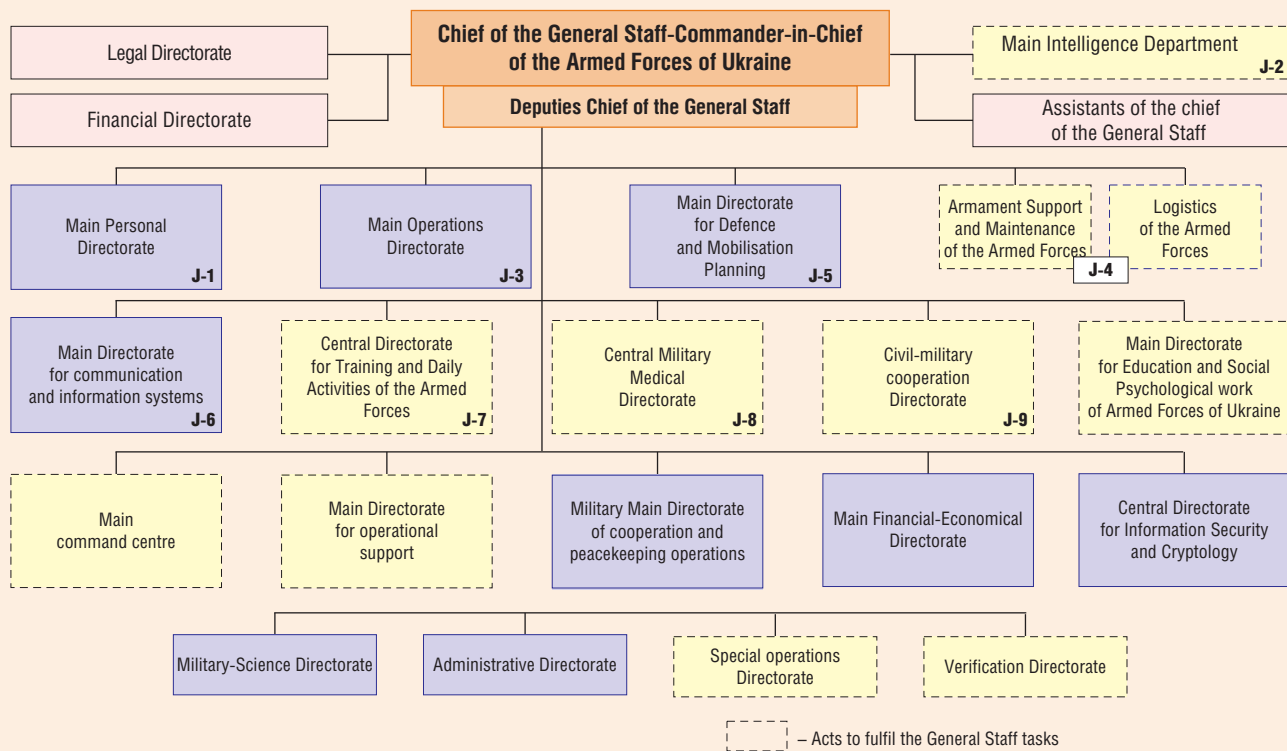 Chief of the General Staff-Commander-in-Chief
of the Armed Forces of Ukraine
Deputies Chief of the General Staff
Legal Directorate
Financial Directorate
Main Intelligence Department
J-2
Assistants of the chief
of the General Staff
Main Personal
Directorate
J-1
Main Operations
Directorate
J-3
Main Directorate
for Defence
and Mobilisation
Planning
J-5
Armament Support
and Maintenance
of the Armed Forces
J-4
Logistics
of the Armed
Forces
Main Directorate
for communication
and information systems
J-6
Central Directorate
for Training and Daily
Activities of the Armed
Forces
J-7
Central Military
Medical
Directorate
J-8
Civil-military
cooperation
Directorate
J-9
Main Directorate
for Education and Social
Psychological work
of Armed Forces of Ukraine
Main
command centre
Main Directorate
for operational
support
Military Main Directorate
of cooperation and
peacekeeping operations
Main Financial-Economical
Directorate
Central Directorate
for Information Security
and Cryptology
Military-Science Directorate
Administrative Directorate
Special operations
Directorate
Verification Directorate
– Acts to fulfil the General Staff tasks